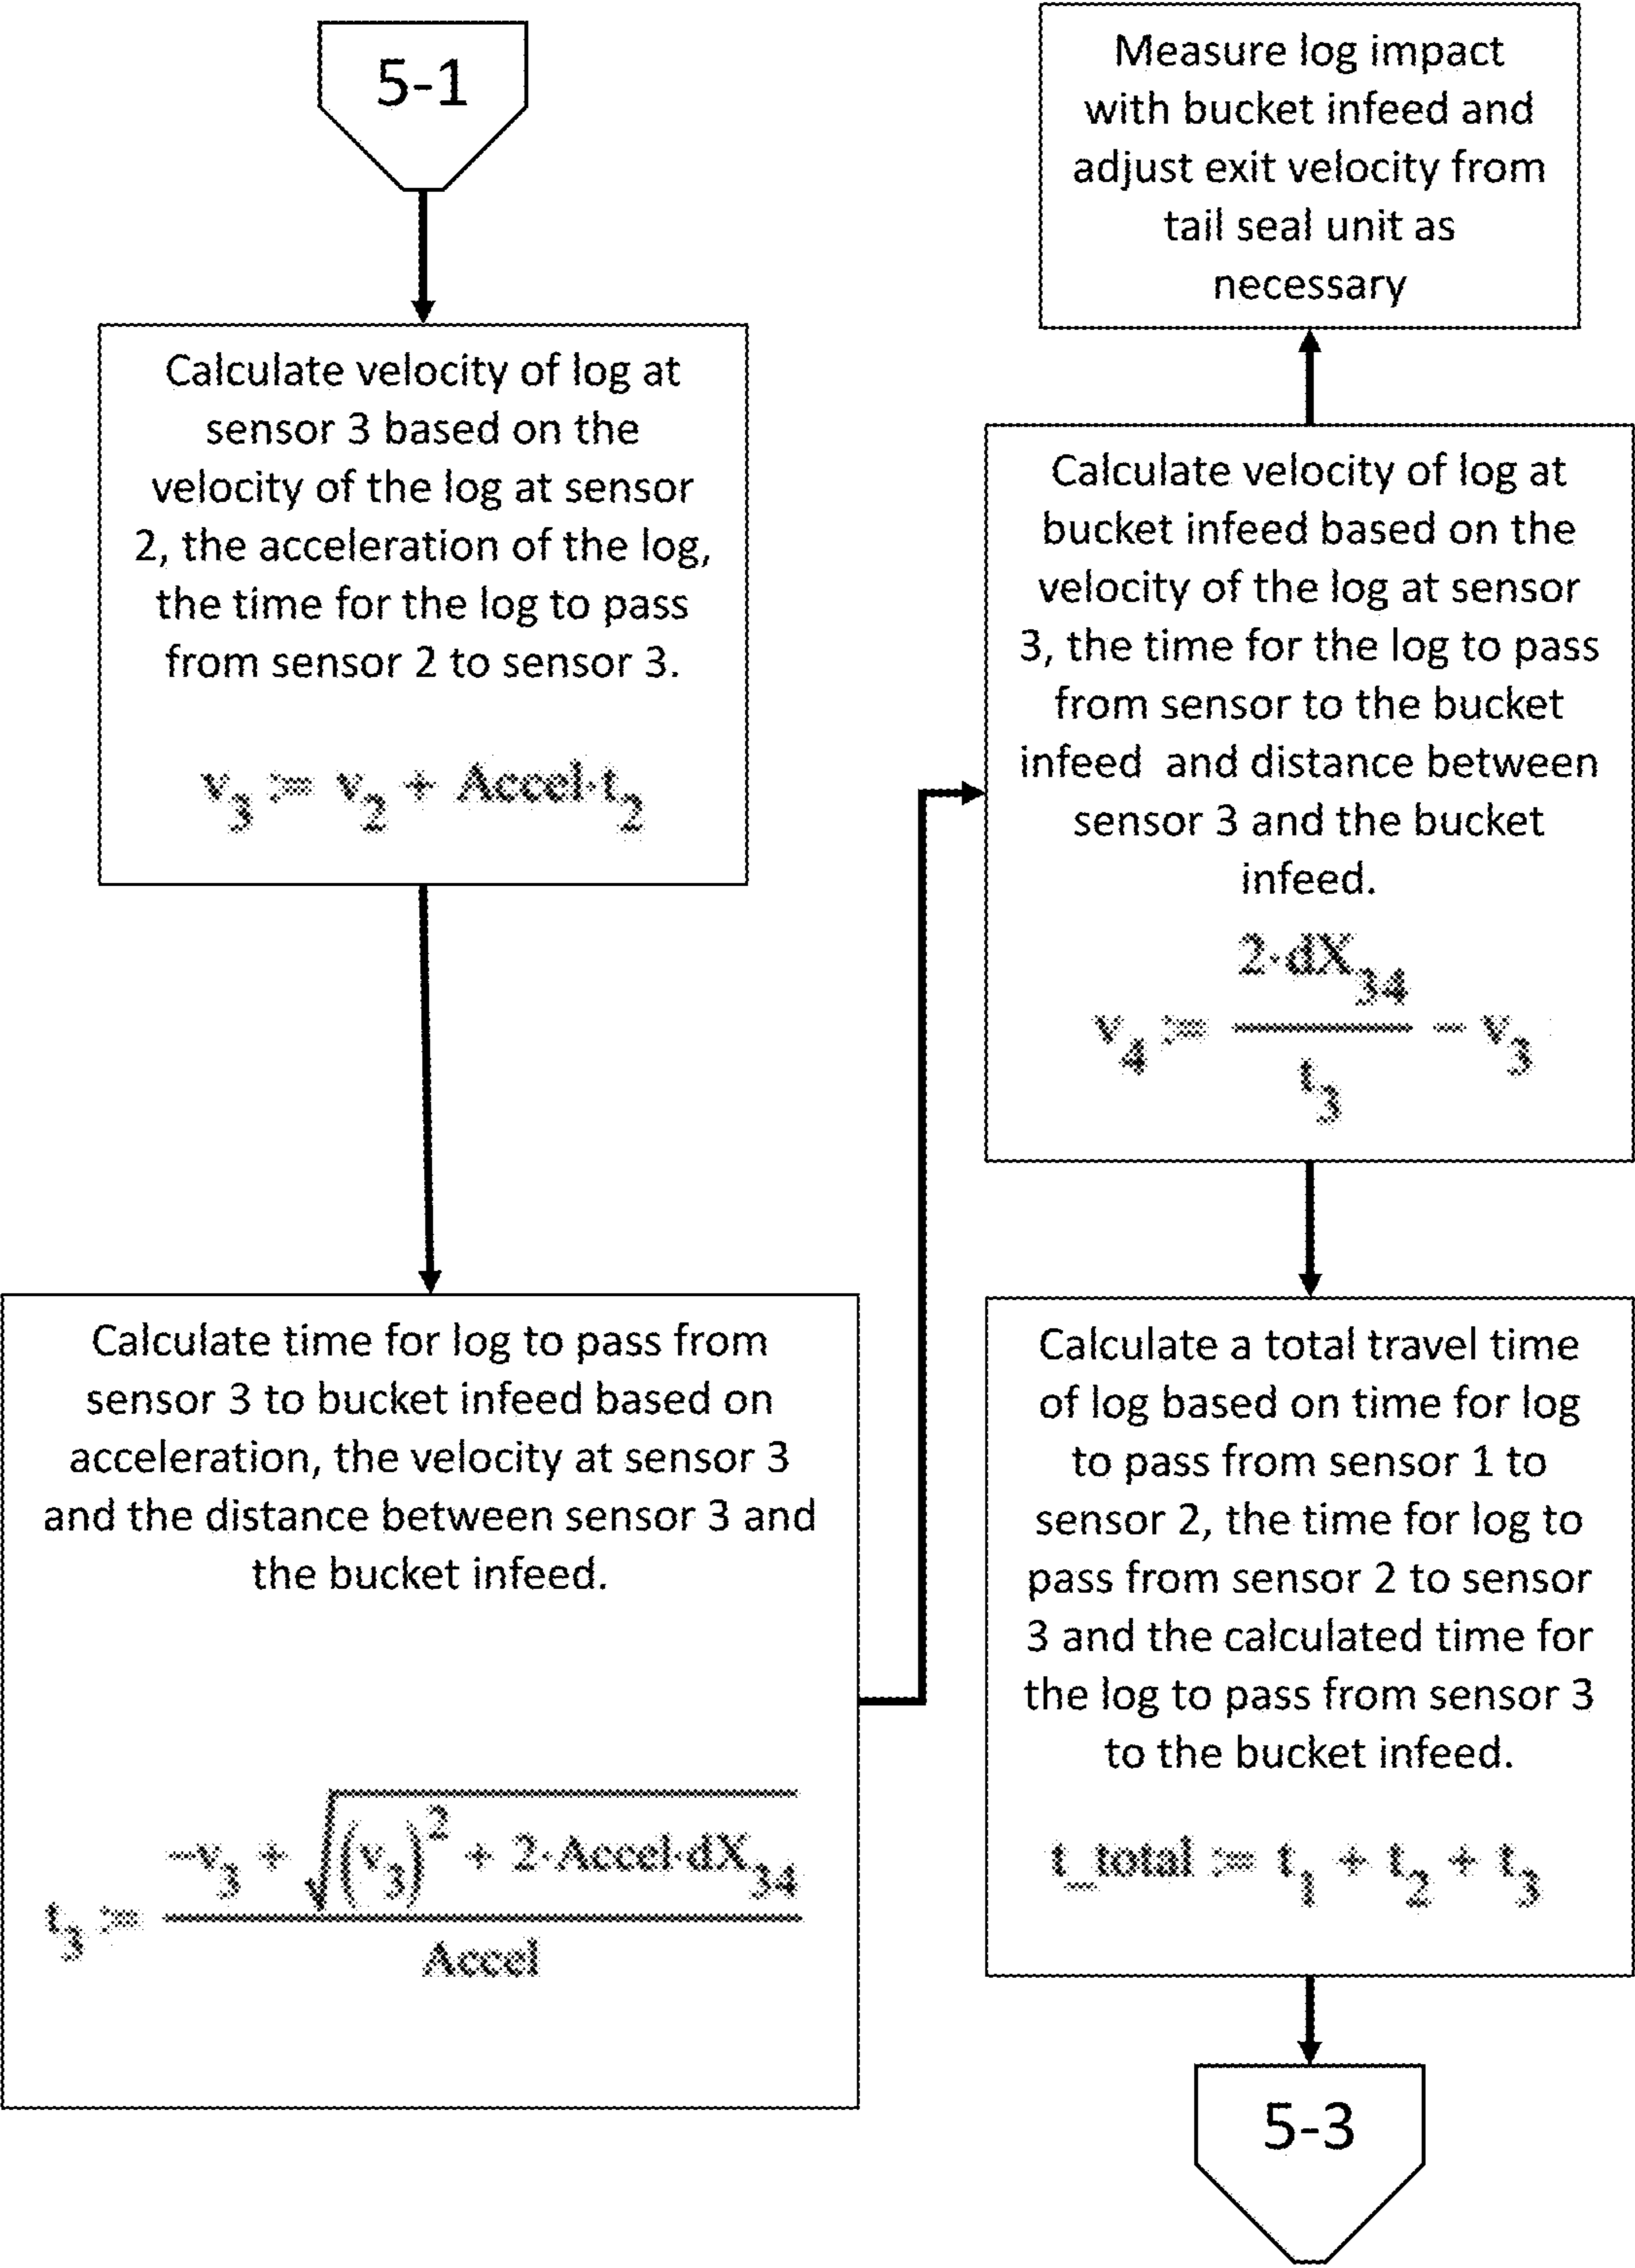 5-1
Calculate velocity of log at
sensor 3 based on the
velocity of the log at sensor
2, the acceleration of the log,
the time for the log to pass
from sensor 2 to sensor 3.
v₃ := v₂ + Accel·t₂
Calculate time for log to pass from
sensor 3 to bucket infeed based on
acceleration, the velocity at sensor 3
and the distance between sensor 3 and
the bucket infeed.
t₃ := (-v₃ + √((v₃)² + 2·Accel·dX₃₄)) / Accel
Measure log impact
with bucket infeed and
adjust exit velocity from
tail seal unit as
necessary
Calculate velocity of log at
bucket infeed based on the
velocity of the log at sensor
3, the time for the log to pass
from sensor to the bucket
infeed and distance between
sensor 3 and the bucket
infeed.
v₄ := 2·dX₃₄ / t₃ - v₃
Calculate a total travel time
of log based on time for log
to pass from sensor 1 to
sensor 2, the time for log to
pass from sensor 2 to sensor
3 and the calculated time for
the log to pass from sensor 3
to the bucket infeed.
t_total := t₁ + t₂ + t₃
5-3